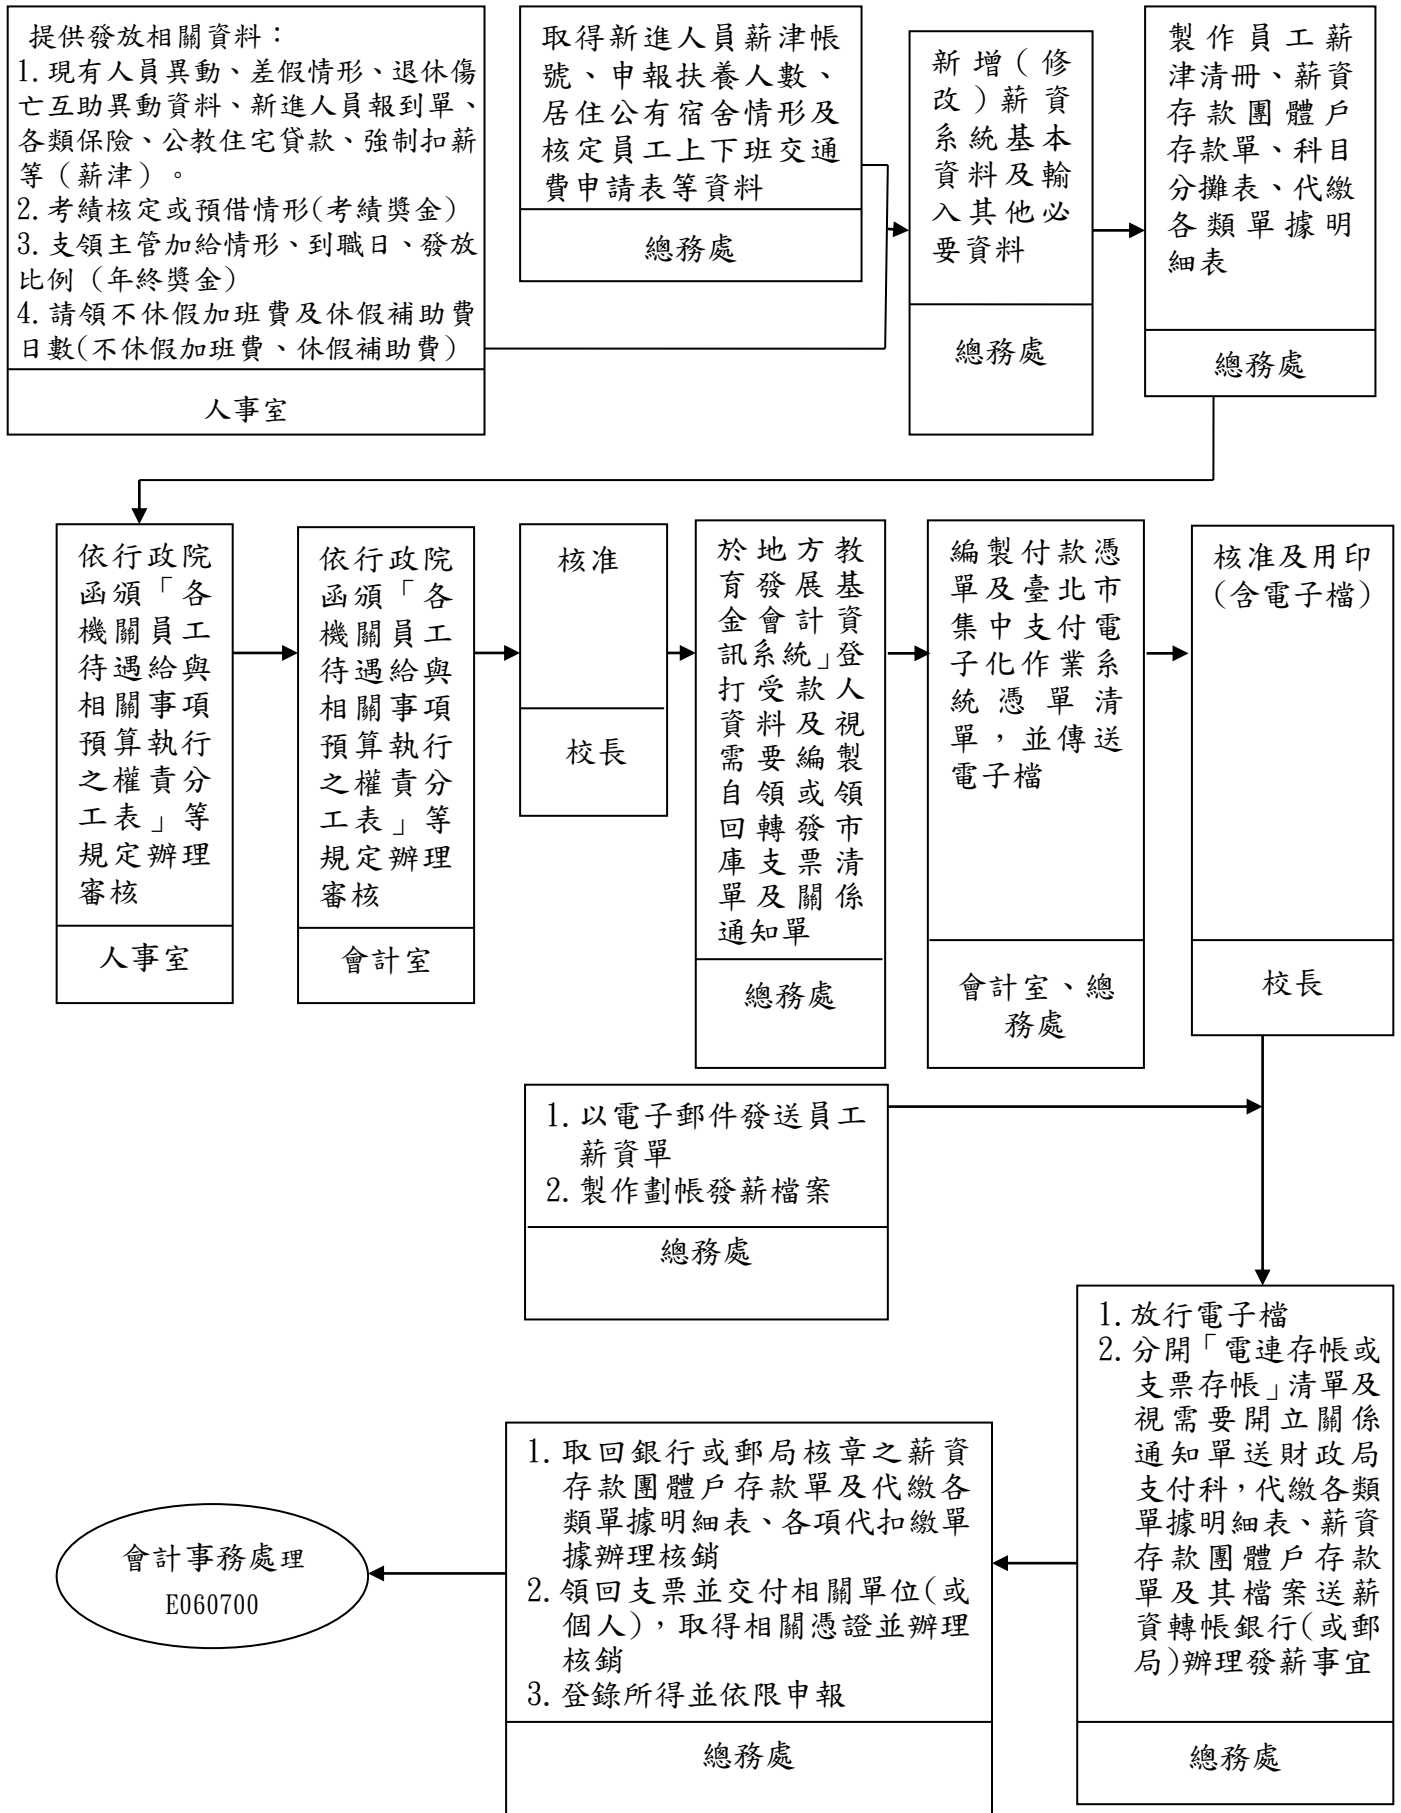 提供發放相關資料：
1.現有人員異動、差假情形、退休傷
亡互助異動資料、新進人員報到單、
各類保險、公教住宅貸款、強制扣薪
等（薪津）。
2.考績核定或預借情形(考績獎金)
3.支領主管加給情形、到職日、發放
比例（年終獎金）
4.請領不休假加班費及休假補助費
日數(不休假加班費、休假補助費)
人事室
取得新進人員薪津帳
號、申報扶養人數、
居住公有宿舍情形及
核定員工上下班交通
費申請表等資料
總務處
新增（修
改）薪資
系統基本
資料及輸
入其他必
要資料
總務處
製作員工薪
津清冊、薪資
存款團體戶
存款單、科目
分攤表、代繳
各類單據明
細表
總務處
依行政院
函頒「各
機關員工
待遇給與
相關事項
預算執行
之權責分
工表」等
規定辦理
審核
人事室
依行政院
函頒「各
機關員工
待遇給與
相關事項
預算執行
之權責分
工表」等
規定辦理
審核
會計室
核准
校長
於地方教
育發展基
金會計資
訊系統」登
打受款人
資料及視
需要編製
自領或領
回轉發市
庫支票清
單及關係
通知單
總務處
編製付款憑
單及臺北市
集中支付電
子化作業系
統憑單清
單，並傳送
電子檔
會計室、總
務處
核准及用印
(含電子檔)
校長
1.以電子郵件發送員工
薪資單
2.製作劃帳發薪檔案
總務處
1.放行電子檔
2.分開「電連存帳或
支票存帳」清單及
視需要開立關係
通知單送財政局
支付科，代繳各類
單據明細表、薪資
存款團體戶存款
單及其檔案送薪
資轉帳銀行(或郵
局)辦理發薪事宜
總務處
1.取回銀行或郵局核章之薪資
存款團體戶存款單及代繳各
類單據明細表、各項代扣繳單
據辦理核銷
2.領回支票並交付相關單位(或
個人)，取得相關憑證並辦理
核銷
3.登錄所得並依限申報
總務處
會計事務處理
E060700